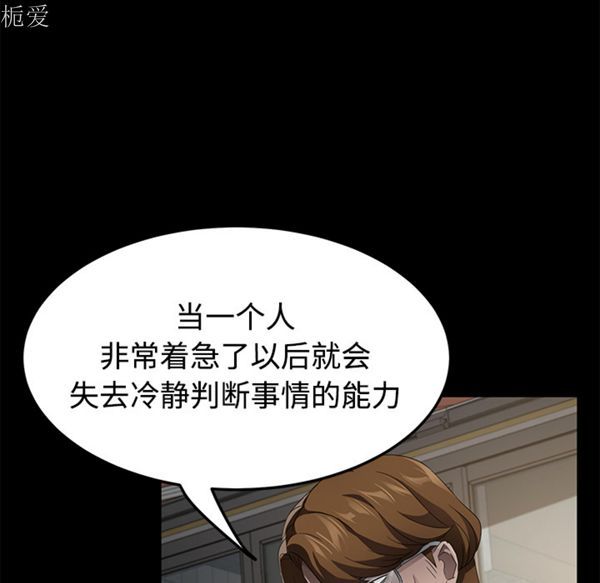 栀爱
当一个人
非常着急了以后就会
失去冷静判断事情的能力